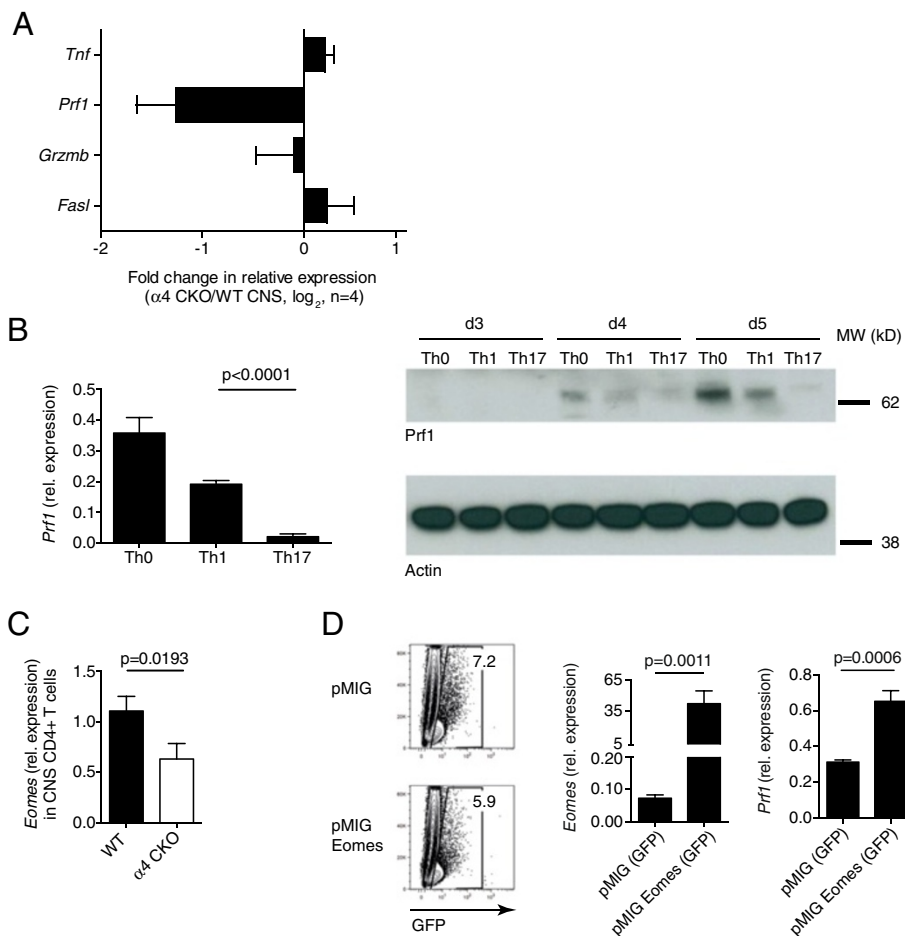 A
Tnf
Prf1
Grzmb
Fasl
-2 -1 0 1
Fold change in relative expression
(α4 CKO/WT CNS, log2, n=4)
B
p<0.0001
Prf1 (rel. expression)
0.5
0.4
0.3
0.2
0.1
0.0
Th0 Th1 Th17
d3 d4 d5
MW (kD)
Th0 Th1 Th17 Th0 Th1 Th17 Th0 Th1 Th17
62
Prf1
38
Actin
C
p=0.0193
Eomes (rel. expression)
in CNS CD4+ T cells
1.5
1.0
0.5
0.0
WT
α4 CKO
D
pMIG
7.2
pMIG
Eomes
5.9
GFP
p=0.0011
Eomes (rel. expression)
65
35
5
0.20
0.10
0.00
pMIG (GFP)
pMIG Eomes (GFP)
p=0.0006
Prf1 (rel. expression)
0.8
0.6
0.4
0.2
0.0
pMIG (GFP)
pMIG Eomes (GFP)